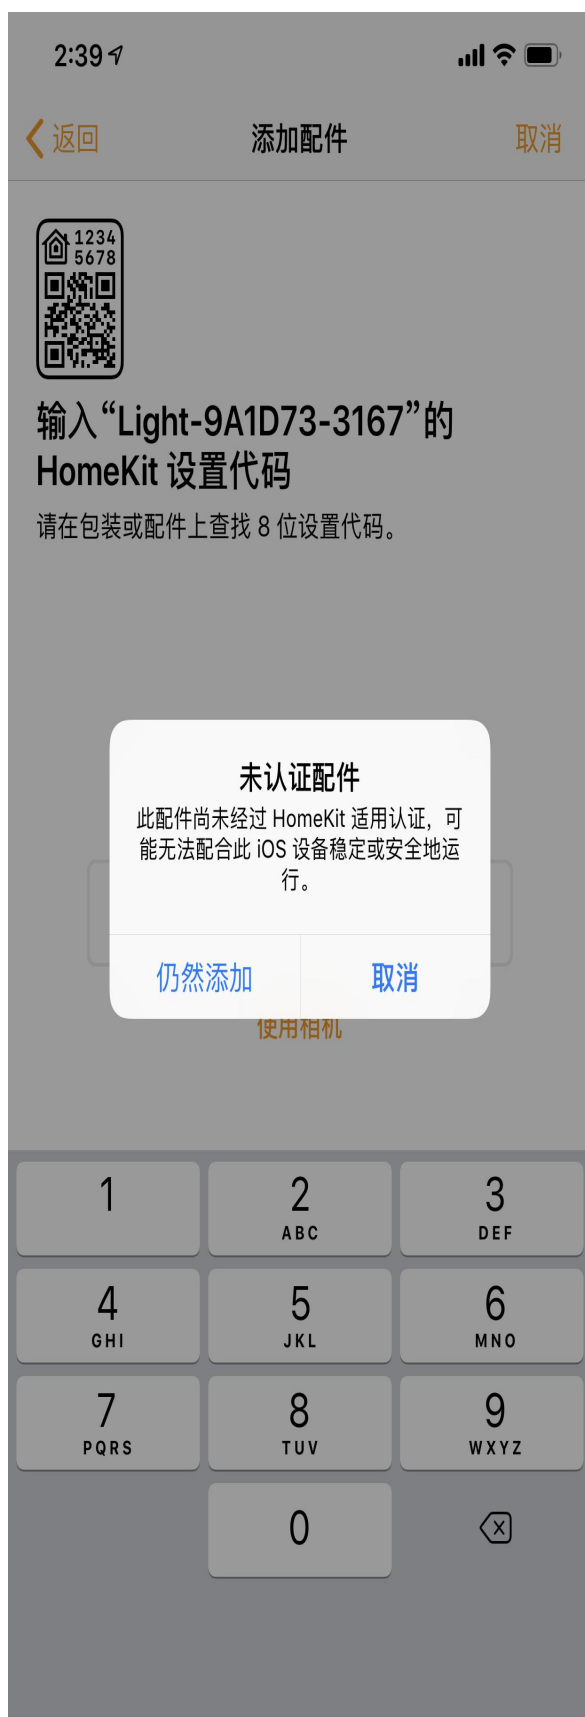 2:39
返回
添加配件
取消
1234
5678
输入“Light-9A1D73-3167”的
HomeKit 设置代码
请在包装或配件上查找 8 位设置代码。
未认证配件
此配件尚未经过 HomeKit 适用认证，可
能无法配合此 iOS 设备稳定或安全地运
行。
仍然添加
取消
使用相机
1
2
ABC
3
DEF
4
GHI
5
JKL
6
MNO
7
PQRS
8
TUV
9
WXYZ
0